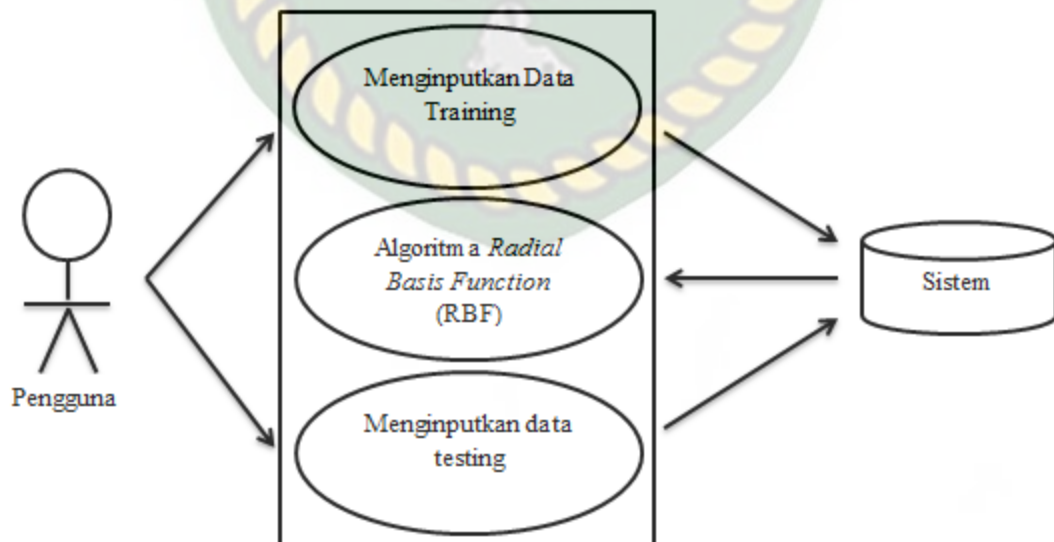 Menginputkan Data
Training
Algoritm a Radial
Basis Function
(RBF)
Menginputkan data
testing
Pengguna
Sistem